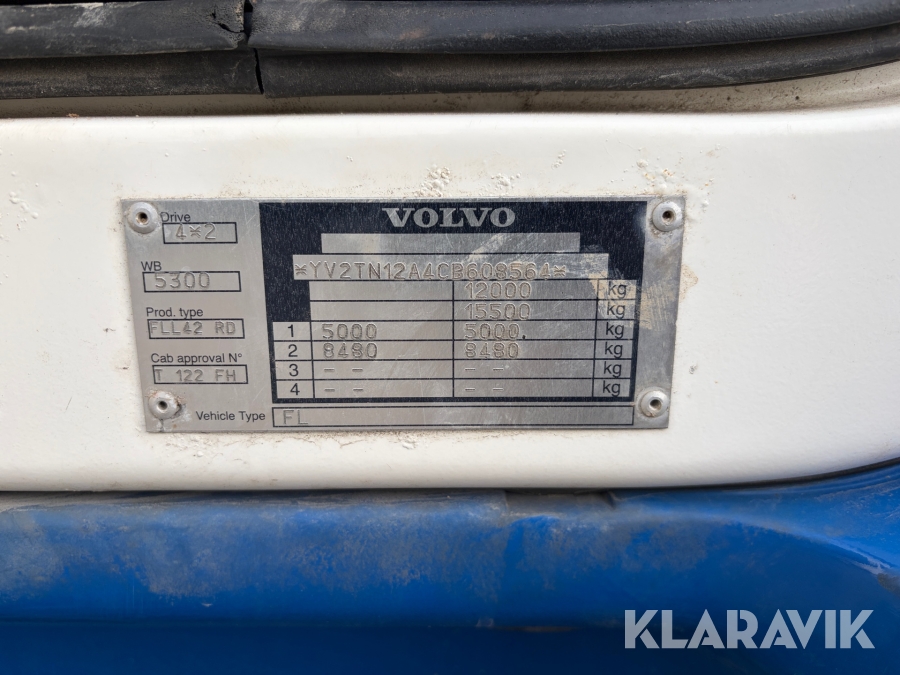 VOLVO
Drive
4*2
WB
5300
Prod. type
FLL42 RD
Cab approval N°
T 122 FH
*YV2TN12A4CB608564*
12000 kg
15500 kg
1 5000 5000 kg
2 8480 8480 kg
3 -- -- kg
4 -- -- kg
Vehicle Type FL
KLARAVIK